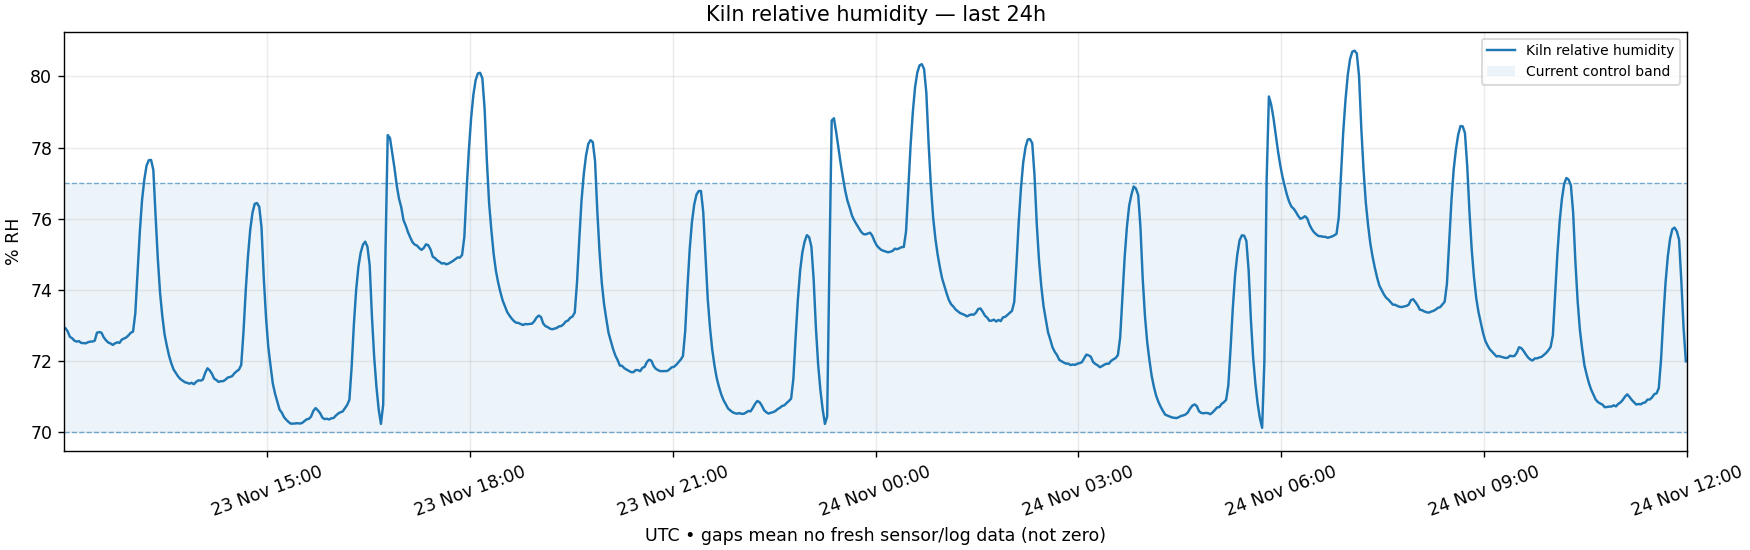 Kiln relative humidity — last 24h
Kiln relative humidity
Current control band
% RH
80
78
76
74
72
70
23 Nov 15:00
23 Nov 18:00
23 Nov 21:00
24 Nov 00:00
24 Nov 03:00
24 Nov 06:00
24 Nov 09:00
24 Nov 12:00
UTC • gaps mean no fresh sensor/log data (not zero)